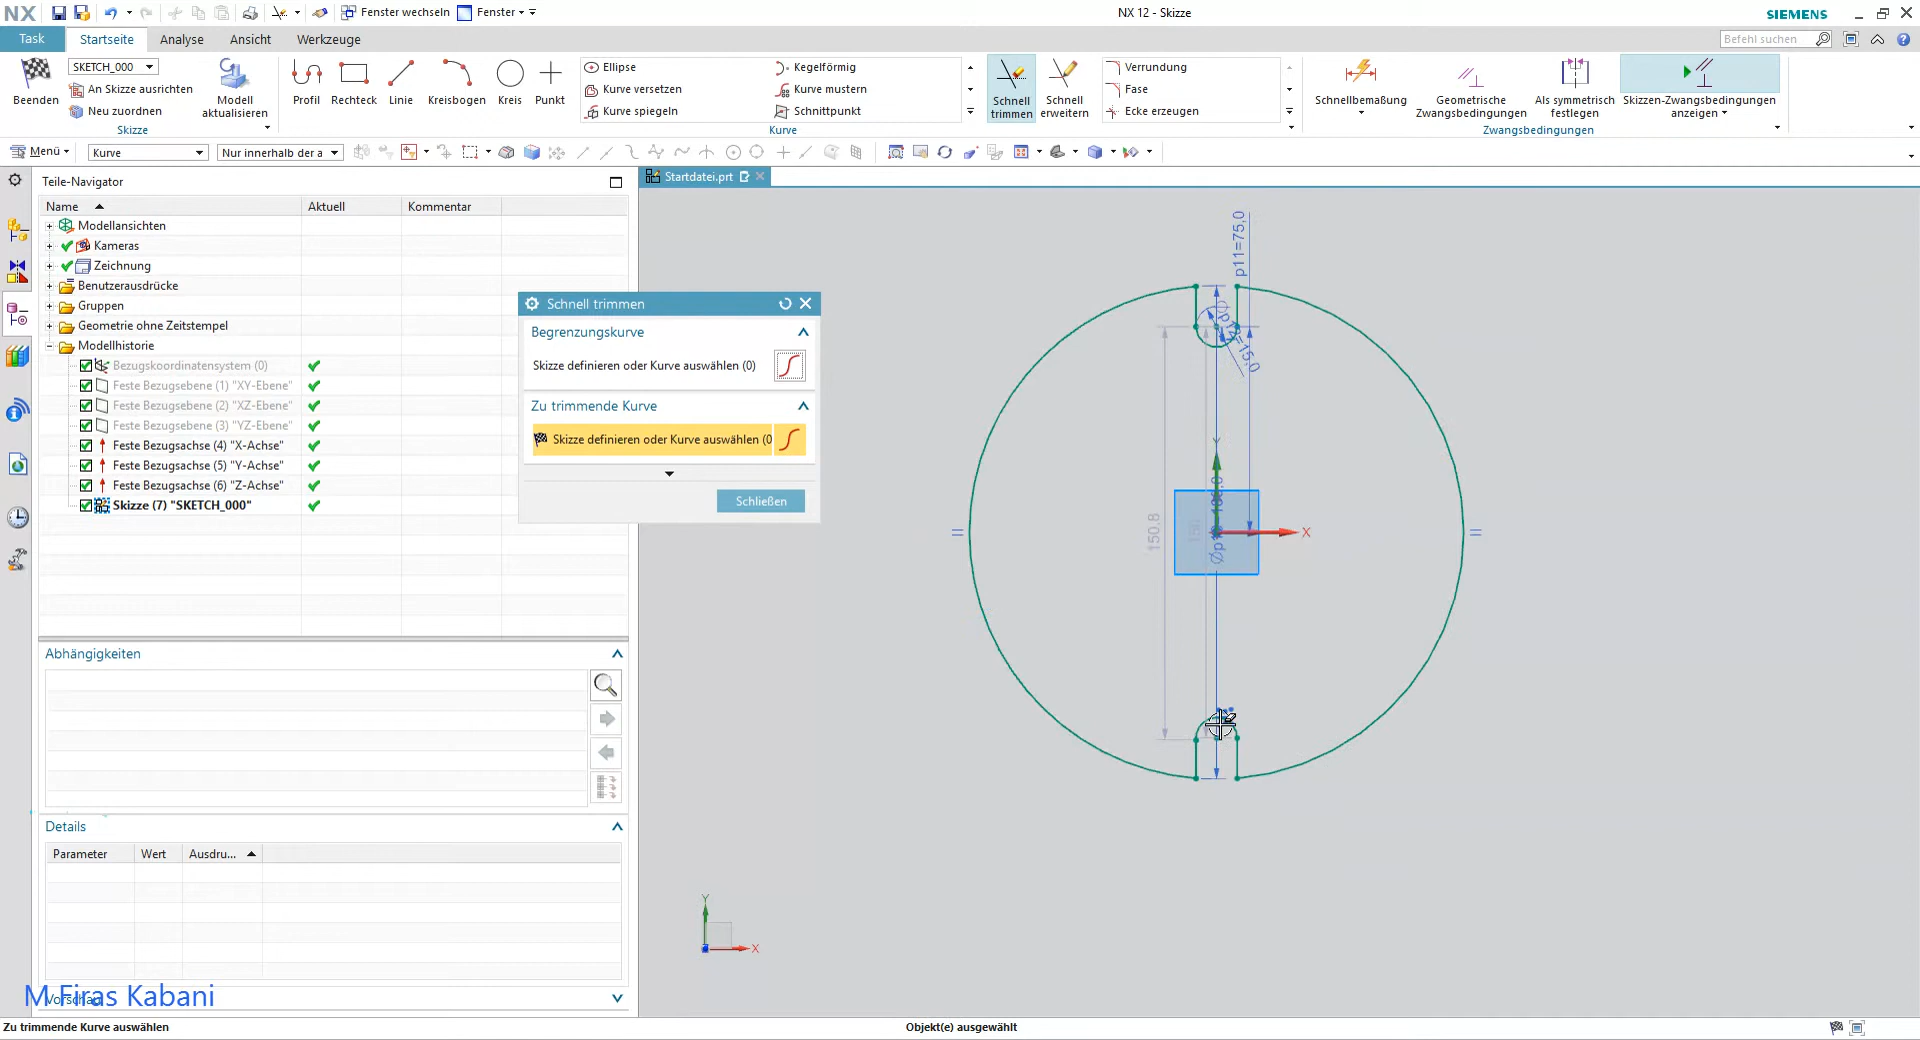 NX
Fenster wechseln
Fenster
NX 12 - Skizze
SIEMENS
Task
Startseite
Analyse
Ansicht
Werkzeuge
Befehl suchen
SKETCH_000
An Skizze ausrichten
Neu zuordnen
Beenden
Modell aktualisieren
Skizze
Profil
Rechteck
Linie
Kreisbogen
Kreis
Punkt
Ellipse
Kurve versetzen
Kurve spiegeln
Kegelförmig
Kurve mustern
Schnittpunkt
Kurve
Schnell trimmen
Schnell erweitern
Verrundung
Fase
Ecke erzeugen
Schnellbemaßung
Geometrische Zwangsbedingungen
Als symmetrisch festlegen
Skizzen-Zwangsbedingungen anzeigen
Zwangsbedingungen
Menü
Kurve
Nur innerhalb der a
Teile-Navigator
Startdatei.prt
Name
Aktuell
Kommentar
Modellansichten
Kameras
Zeichnung
Benutzerausdrücke
Gruppen
Geometrie ohne Zeitstempel
Modellhistorie
Bezugskoordinatensystem (0)
Feste Bezugsebene (1) "XY-Ebene"
Feste Bezugsebene (2) "XZ-Ebene"
Feste Bezugsebene (3) "YZ-Ebene"
Feste Bezugsachse (4) "X-Achse"
Feste Bezugsachse (5) "Y-Achse"
Feste Bezugsachse (6) "Z-Achse"
Skizze (7) "SKETCH_000"
Schnell trimmen
Begrenzungskurve
Skizze definieren oder Kurve auswählen (0)
Zu trimmende Kurve
Skizze definieren oder Kurve auswählen (0
Schließen
p11=75,0
p12=15,0
150.8
150
Y
X
Abhängigkeiten
Details
Parameter
Wert
Ausdru...
Y
X
M.Firas Kabani
Vorschau
Zu trimmende Kurve auswählen
Objekt(e) ausgewählt